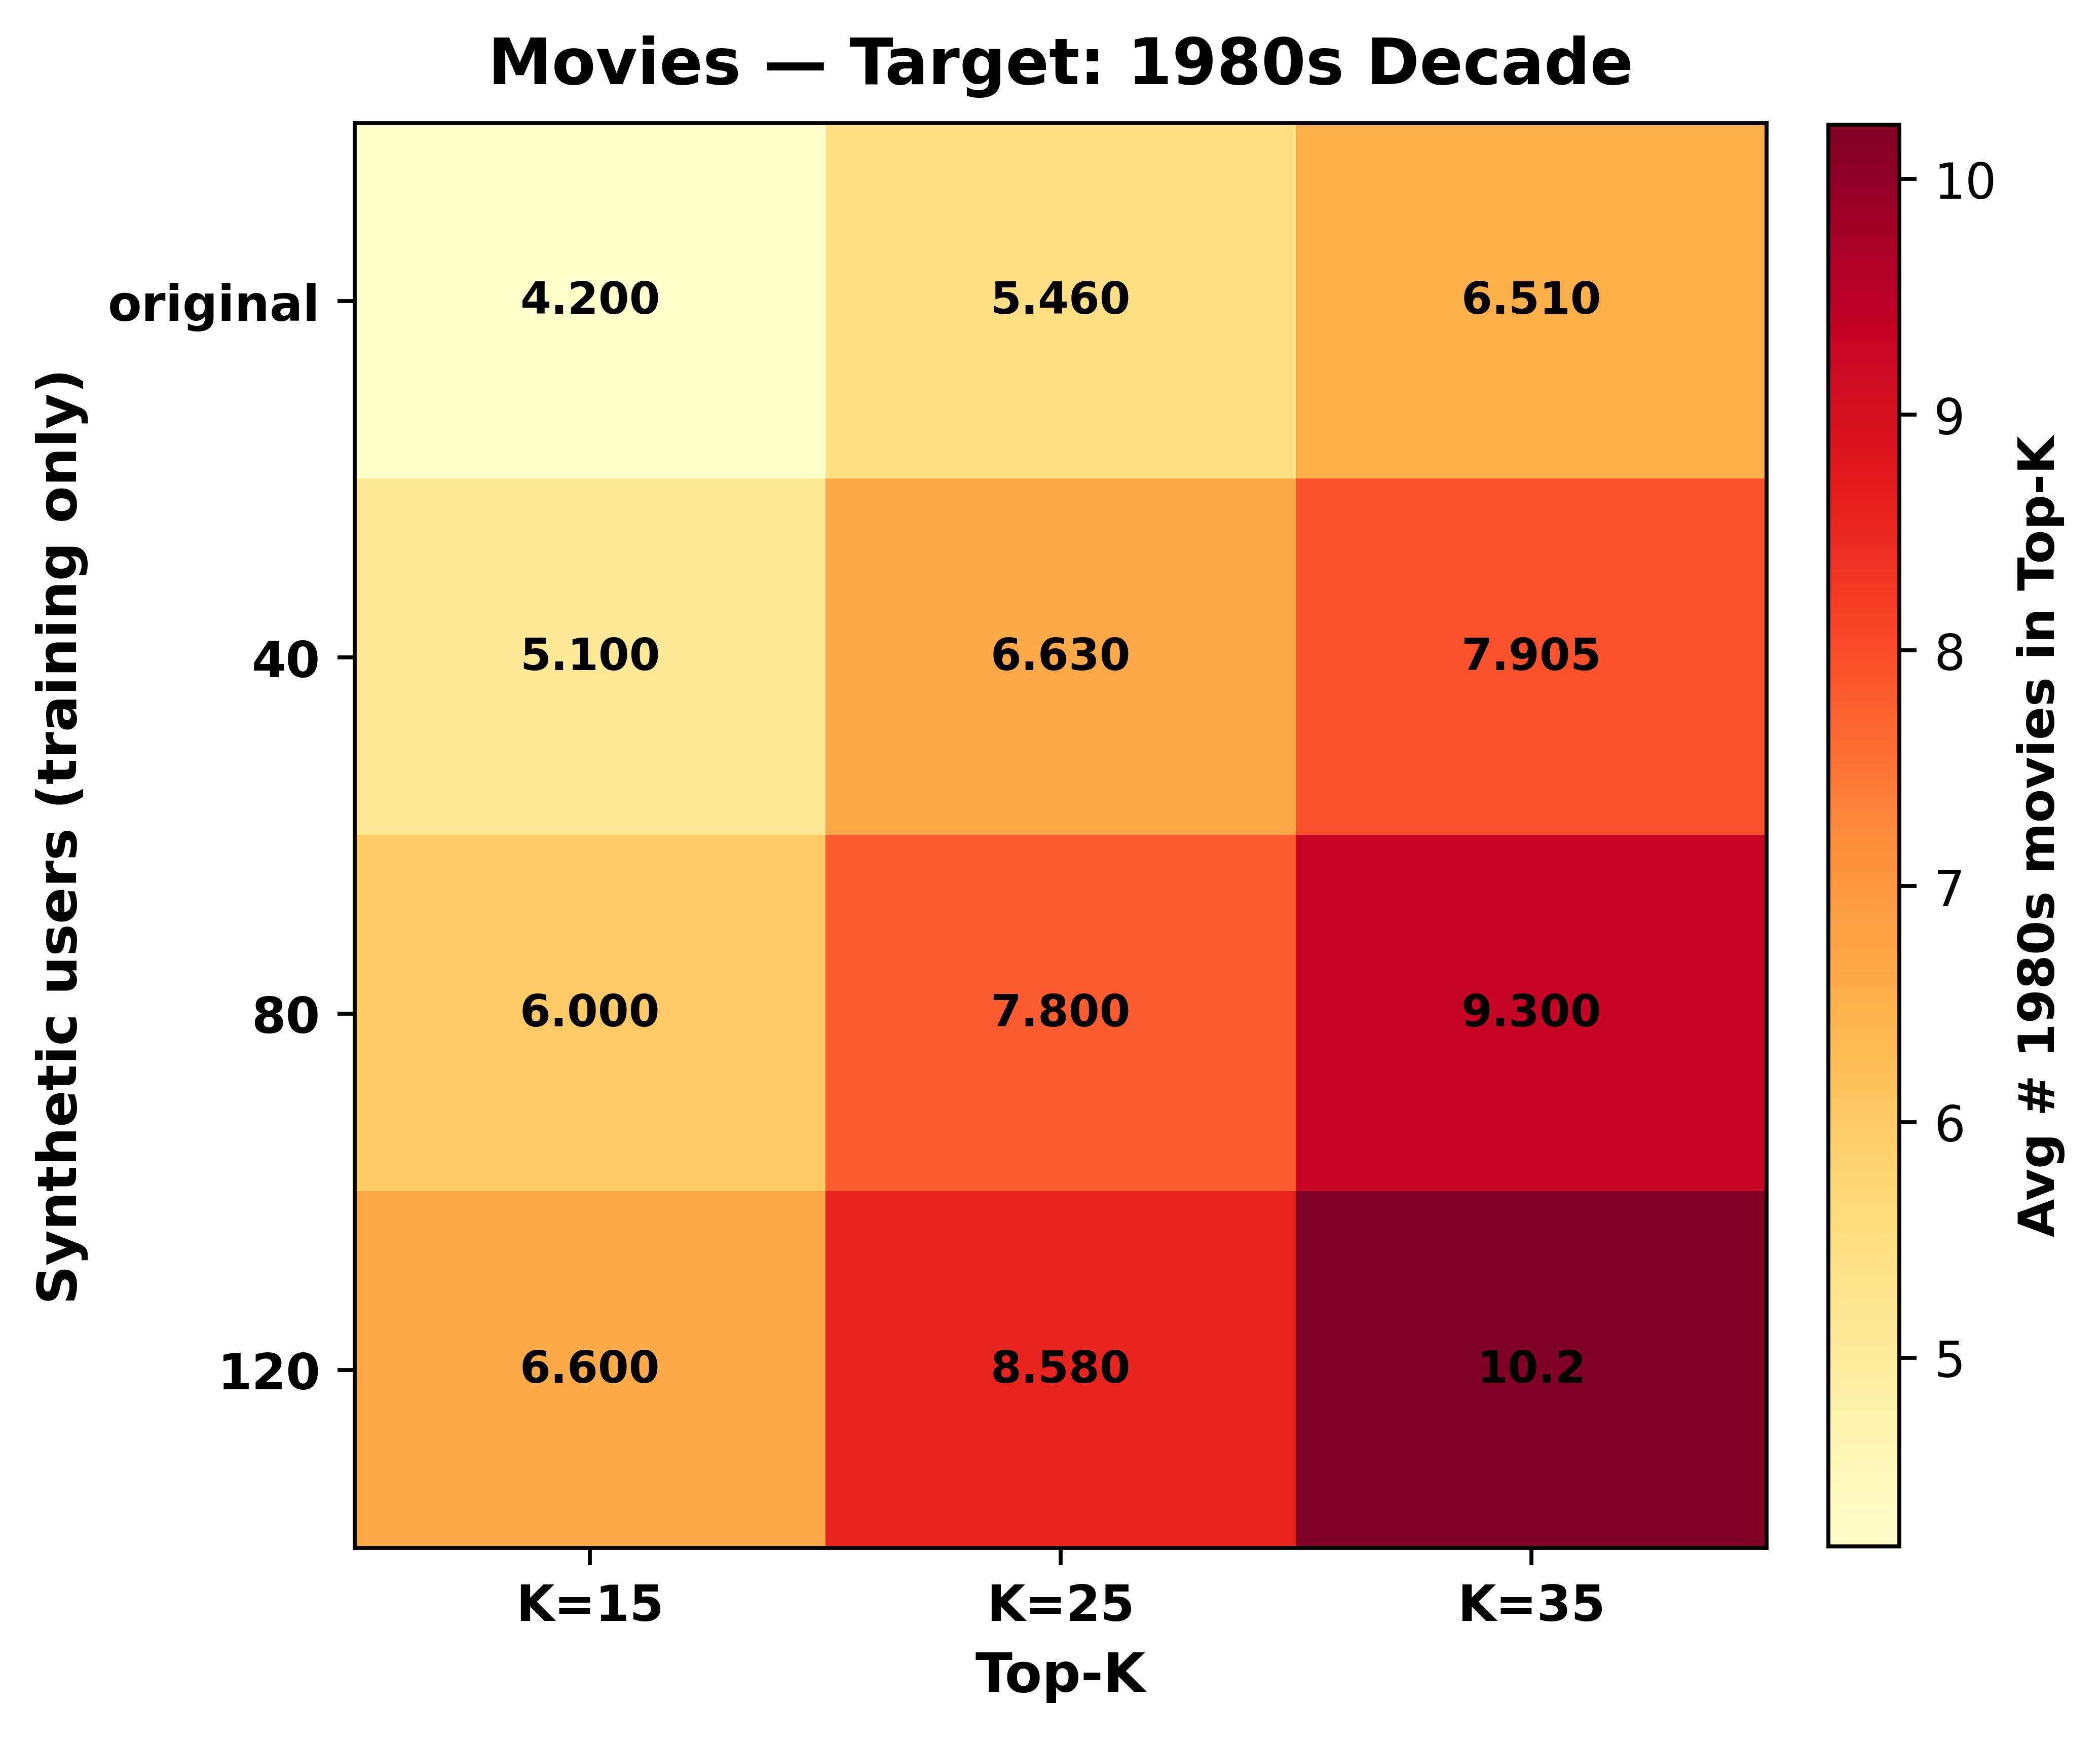 Movies — Target: 1980s Decade
Synthetic users (training only)
original
4.200 5.460 6.510
40
5.100 6.630 7.905
80
6.000 7.800 9.300
120
6.600 8.580 10.2
K=15 K=25 K=35
Top-K
10
9
8
7
6
5
Avg # 1980s movies in Top-K